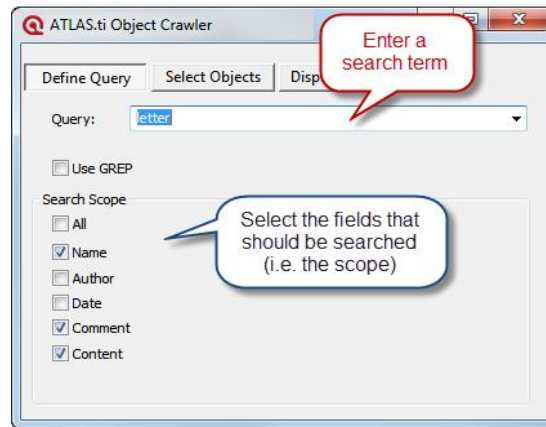 ATLAS.ti Object Crawler
Enter a
search term
Define Query
Select Objects
Disp
Query:
letter
Use GREP
Search Scope
All
Name
Author
Date
Comment
Content
Select the fields that
should be searched
(i.e. the scope)